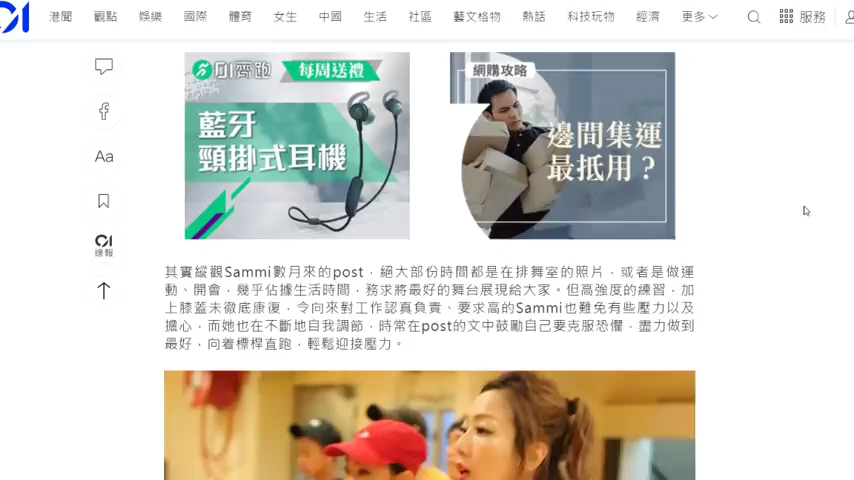 港聞 觀點 娛樂 國際 體育 女生 中國 生活 社區 藝文格物 熱話 科技玩物 經濟 更多 服務
01齊跑 每周送禮
藍牙
頸掛式耳機
網購攻略
邊間集運
最抵用？
Aa
01
線報
其實縱觀Sammi數月來的post，絕大部份時間都是在排舞室的照片，或者是做運
動、開會，幾乎佔據生活時間，務求將最好的舞台展現給大家。但高強度的練習，加
上膝蓋未徹底康復，令向來對工作認真負責、要求高的Sammi也難免有些壓力以及
擔心，而她也在不斷地自我調節，時常在post的文中鼓勵自己要克服恐懼，盡力做到
最好，向着標桿直跑，輕鬆迎接壓力。